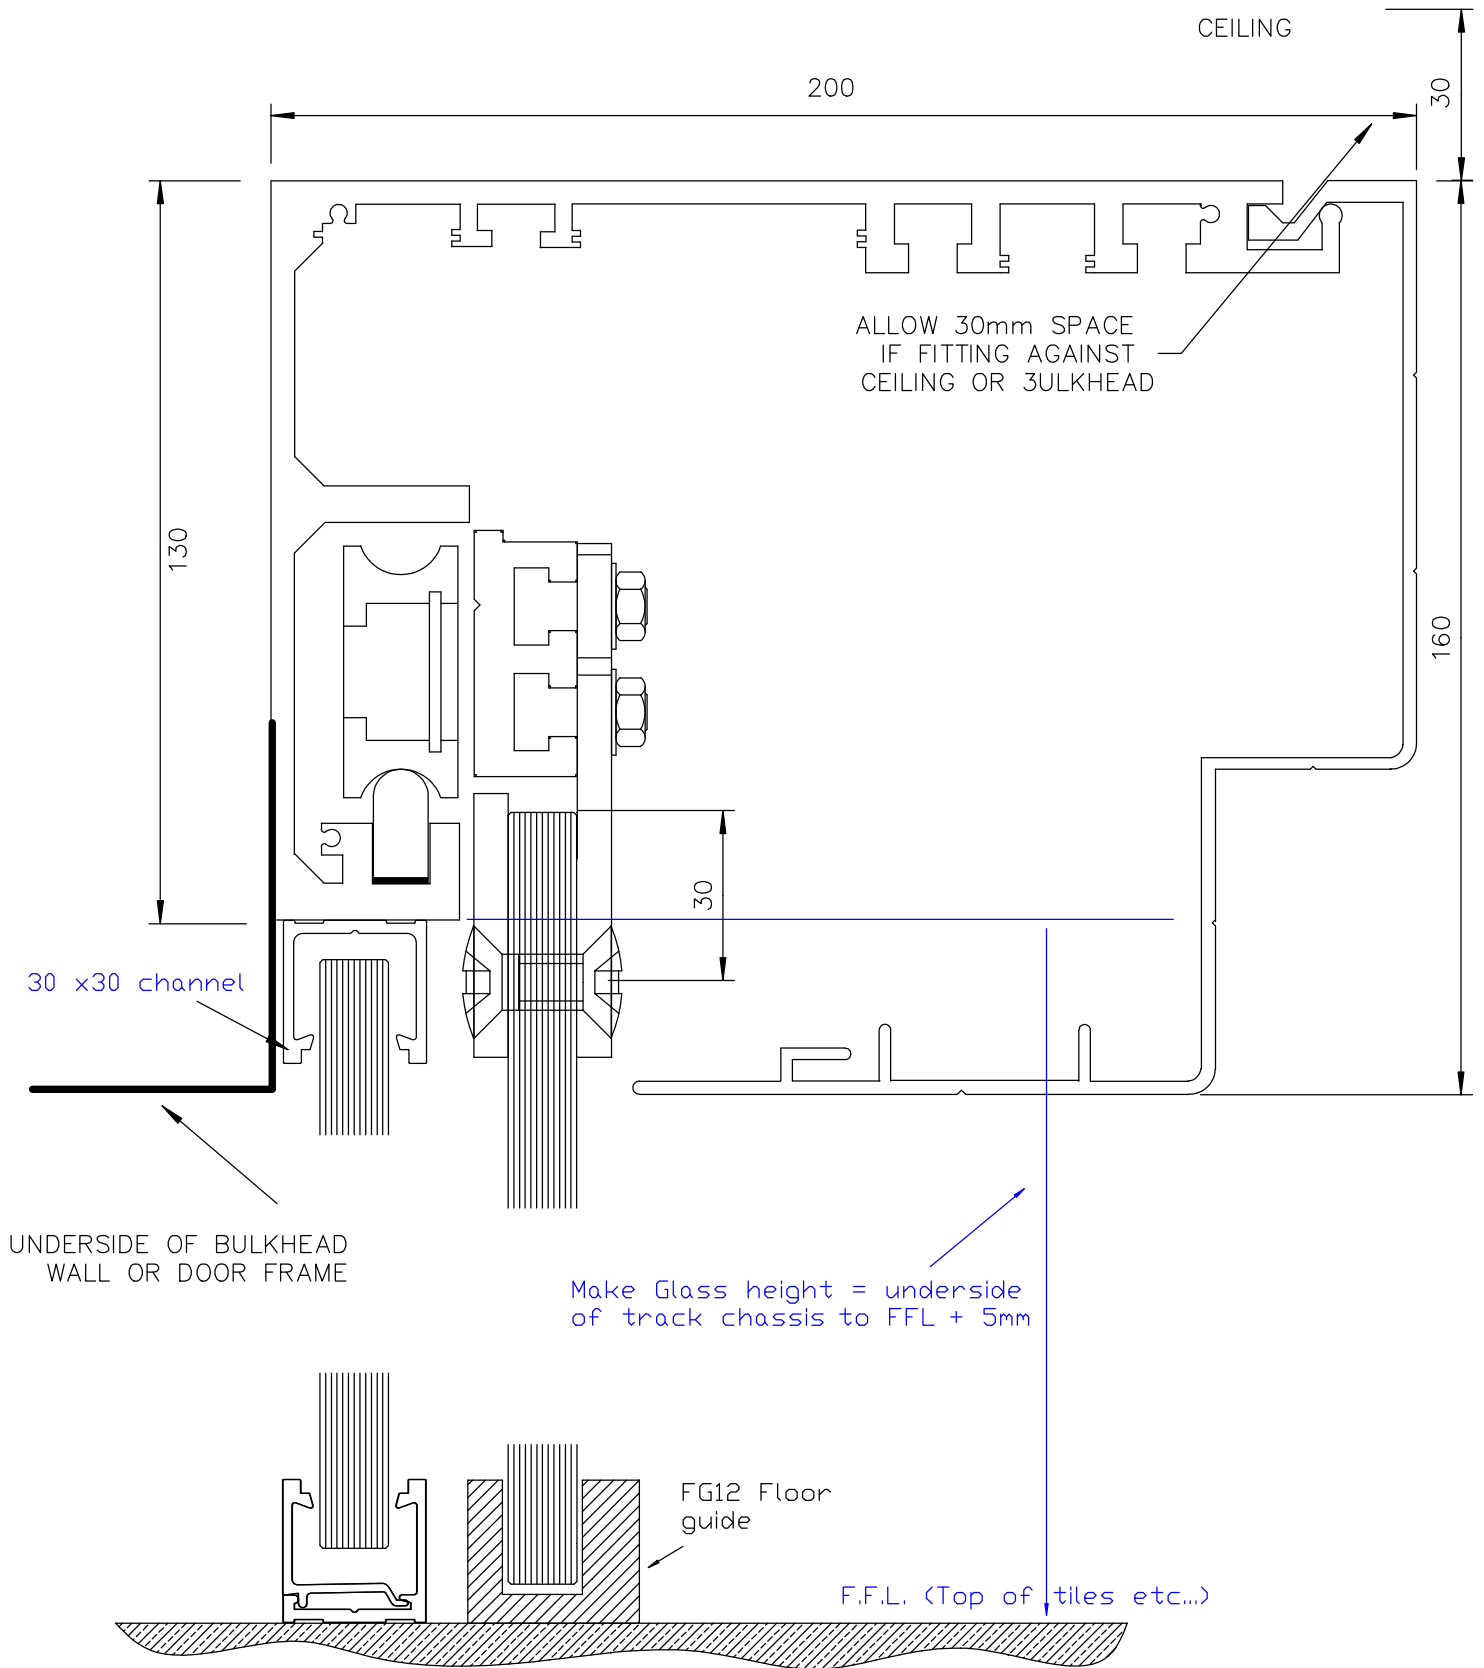 CEILING
200
30
ALLOW 30mm SPACE
IF FITTING AGAINST
CEILING OR 3ULKHEAD
130
160
30
30 x30 channel
UNDERSIDE OF BULKHEAD
WALL OR DOOR FRAME
Make Glass height = underside
of track chassis to FFL + 5mm
FG12 Floor
guide
F.F.L. (Top of tiles etc...)